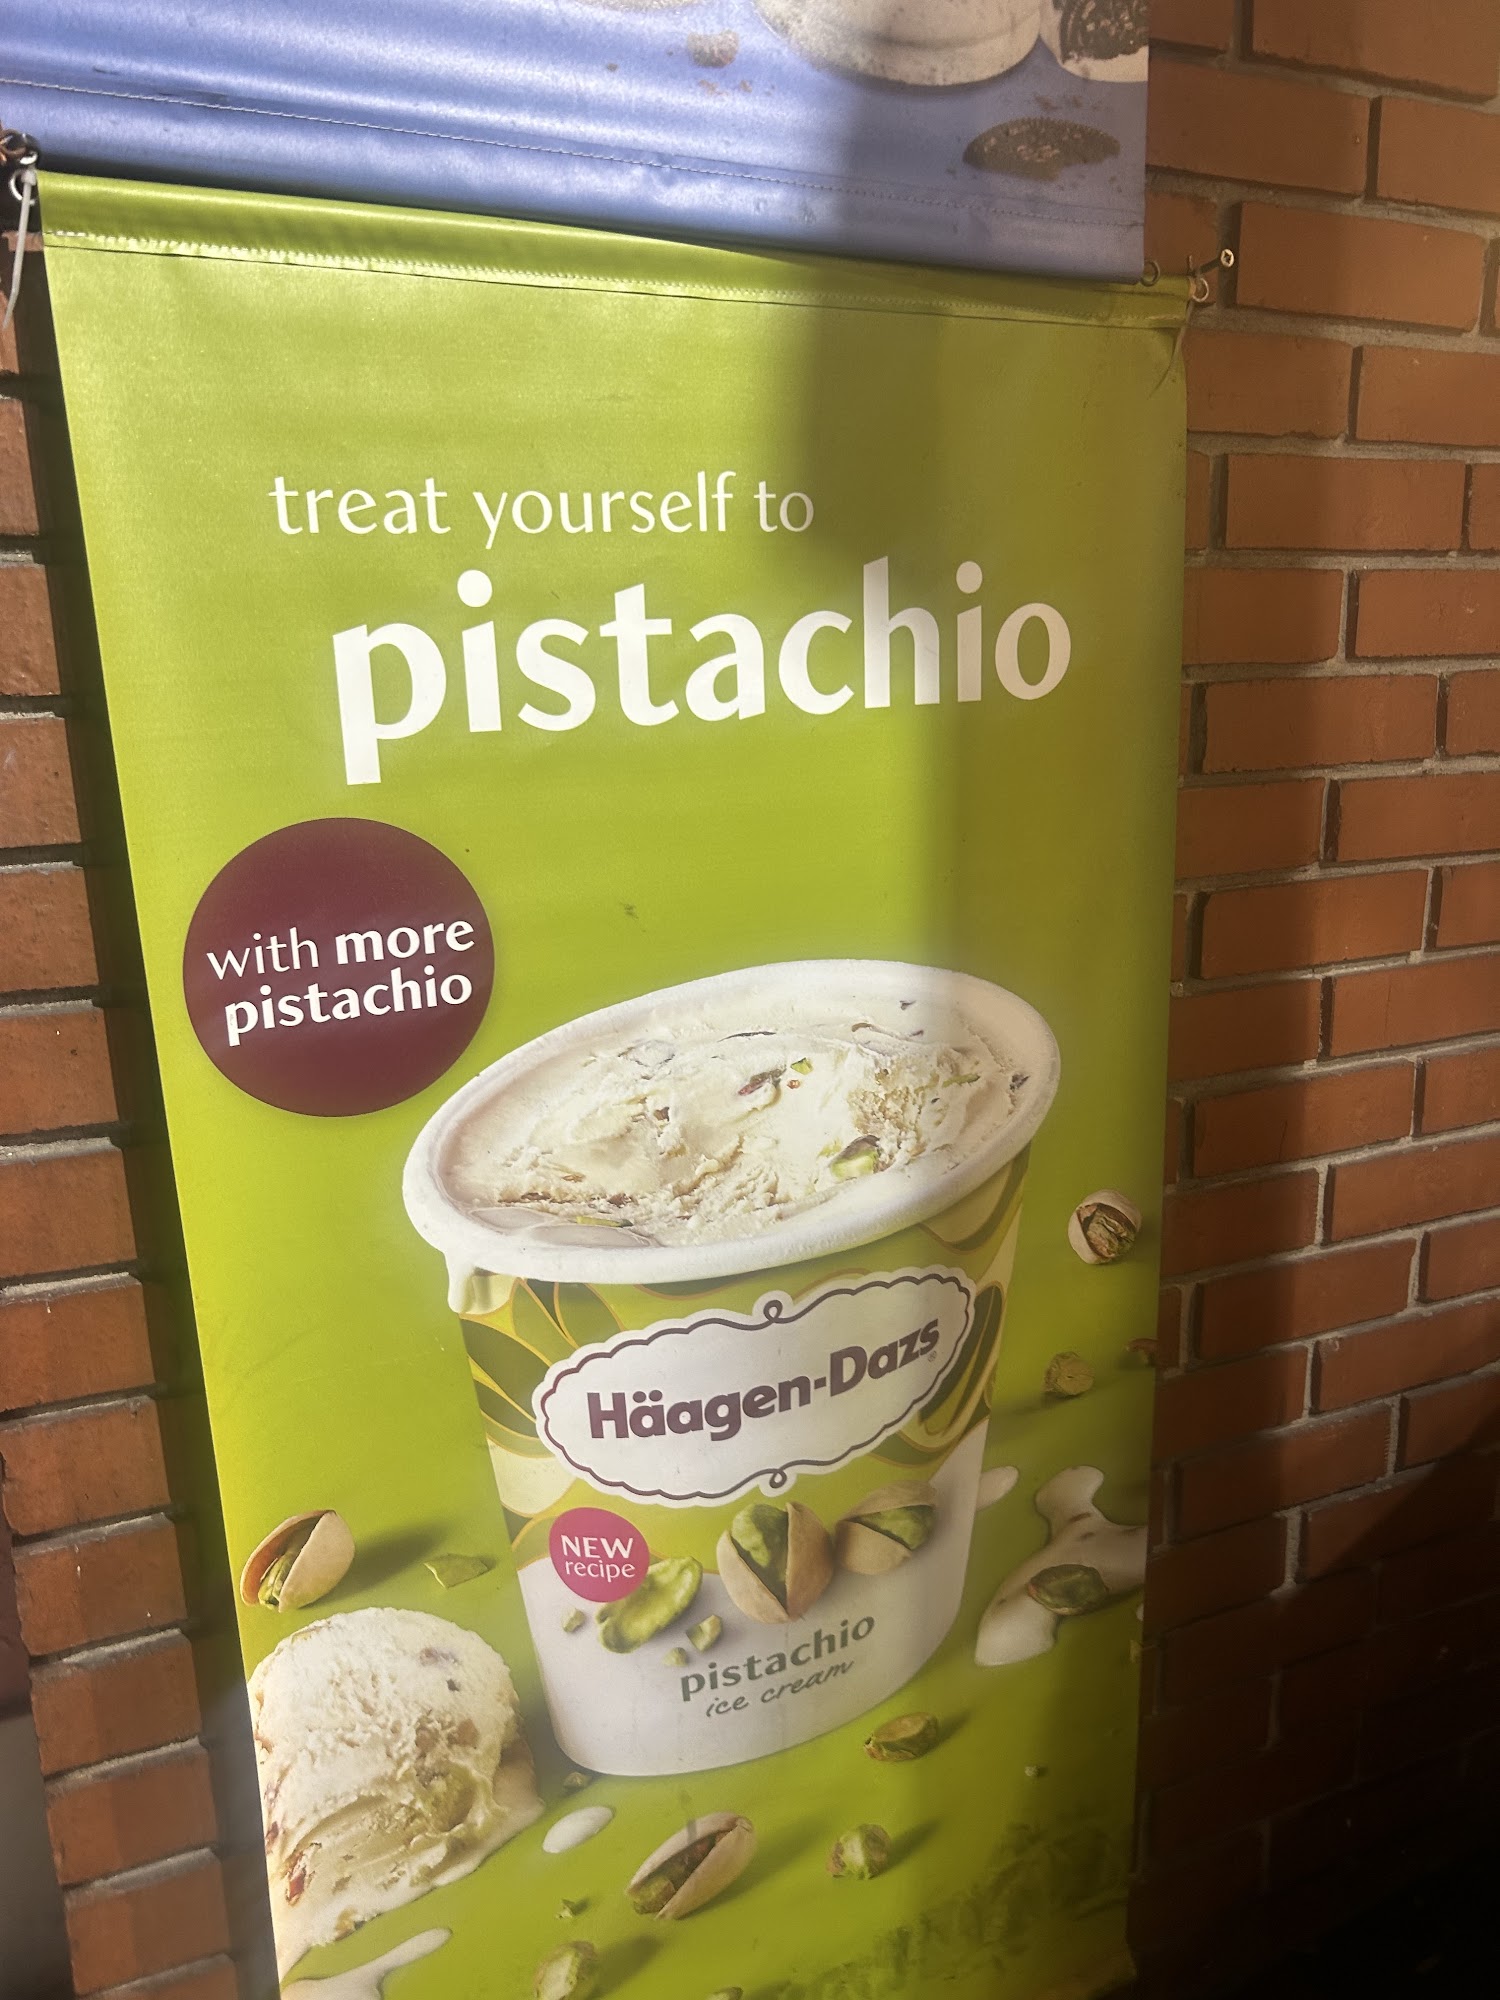 treat yourself to
pistachio
with more
pistachio
Häagen-Dazs®
NEW
recipe
pistachio
ice cream